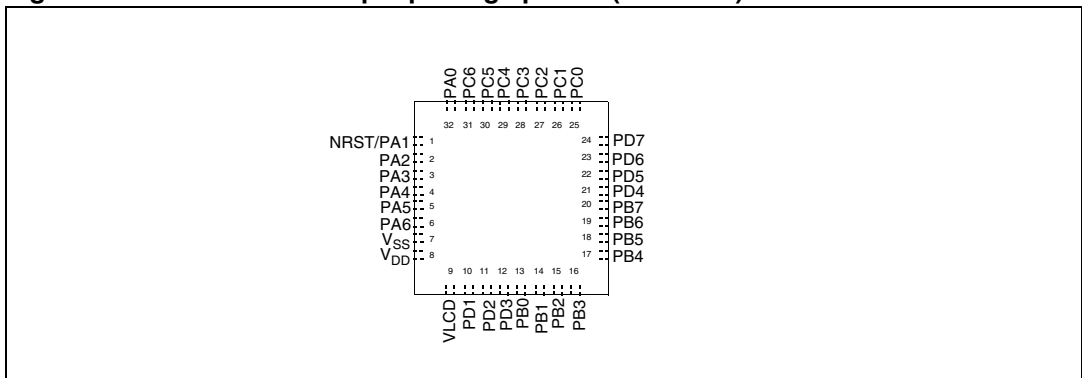 PA0 PC6 PC5 PC4 PC3 PC2 PC1 PC0
32 31 30 29 28 27 26 25
NRST/PA1 1 24 PD7
PA2 2 23 PD6
PA3 3 22 PD5
PA4 4 21 PD4
PA5 5 20 PB7
PA6 6 19 PB6
VSS 7 18 PB5
VDD 8 17 PB4
9 10 11 12 13 14 15 16
VLCD PD1 PD2 PD3 PB0 PB1 PB2 PB3